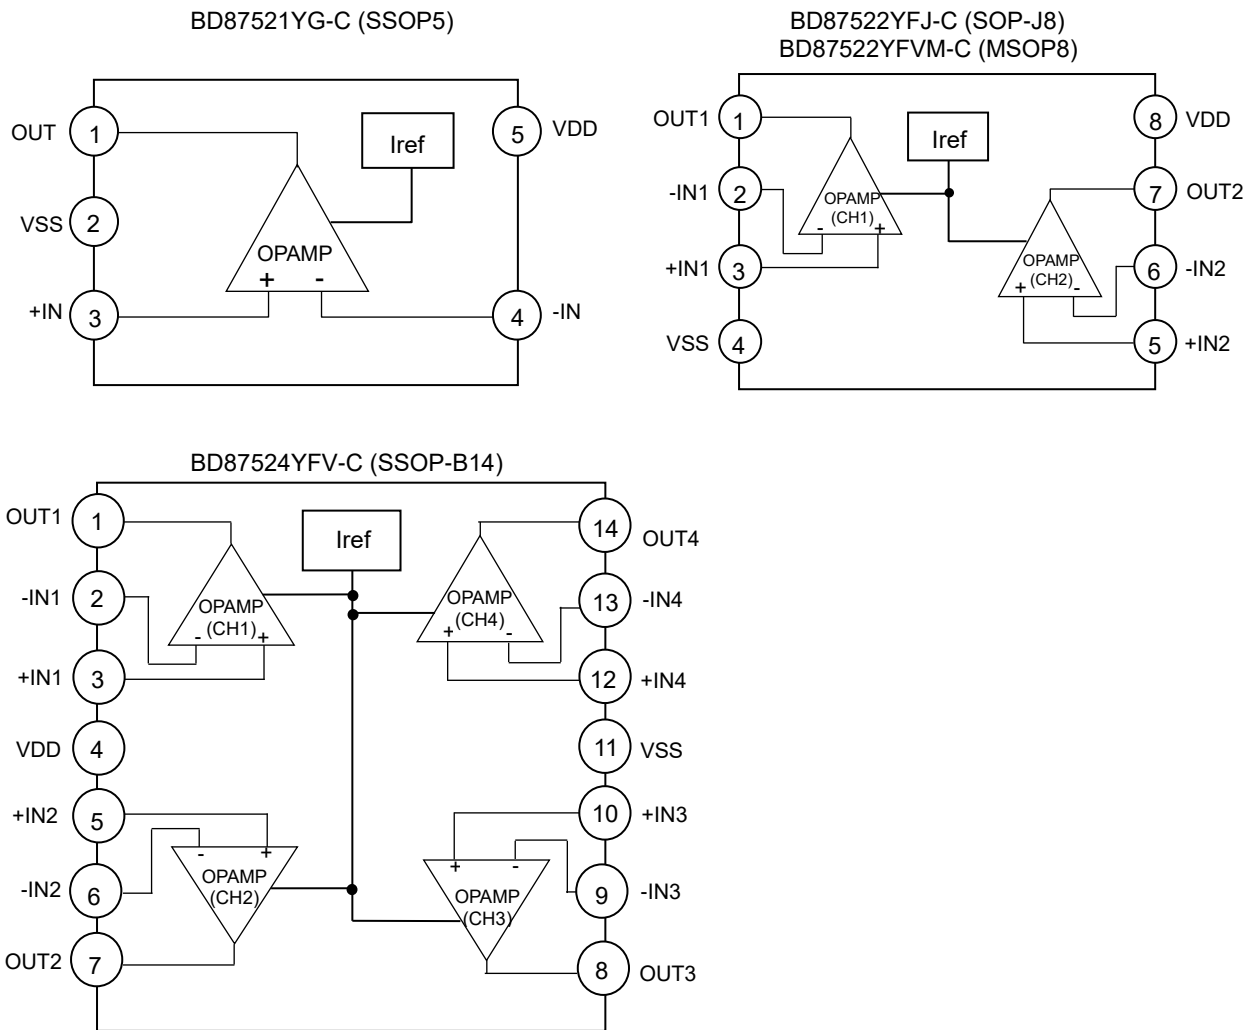 BD87521YG-C (SSOP5)
OUT 1 Iref 5 VDD
VSS 2
OPAMP
+ -
+IN 3 4 -IN
BD87522YFJ-C (SOP-J8)
BD87522YFVM-C (MSOP8)
OUT1 1 Iref 8 VDD
-IN1 2 OPAMP 7 OUT2
(CH1)
- +
+IN1 3 OPAMP 6 -IN2
(CH2)
+ -
VSS 4 5 +IN2
BD87524YFV-C (SSOP-B14)
OUT1 1 Iref 14 OUT4
-IN1 2 OPAMP OPAMP 13 -IN4
(CH1) (CH4)
- + + -
+IN1 3 12 +IN4
VDD 4 11 VSS
+IN2 5 10 +IN3
- + + -
-IN2 6 OPAMP OPAMP 9 -IN3
(CH2) (CH3)
OUT2 7 8 OUT3